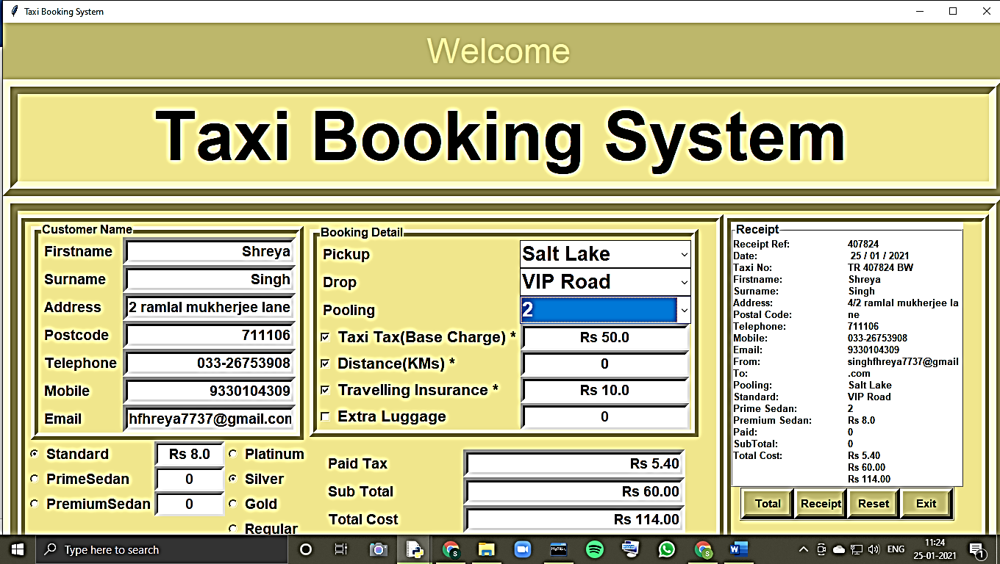 Taxi Booking System
Welcome
Taxi Booking System
Customer Name
Firstname Shreya
Surname Singh
Address 2 ramlal mukherjee lane
Postcode 711106
Telephone 033-26753908
Mobile 9330104309
Email hfhreya7737@gmail.con
Booking Detail
Pickup Salt Lake
Drop VIP Road
Pooling 2
Taxi Tax(Base Charge) * Rs 50.0
Distance(KMs) * 0
Travelling Insurance * Rs 10.0
Extra Luggage 0
Standard Rs 8.0 Platinum
PrimeSedan 0 Silver
PremiumSedan 0 Gold
Regular
Paid Tax Rs 5.40
Sub Total Rs 60.00
Total Cost Rs 114.00
Receipt
Receipt Ref: 407824
Date: 25 / 01 / 2021
Taxi No: TR 407824 BW
Firstname: Shreya
Surname: Singh
Address: 4/2 ramlal mukherjee la
Postal Code: ne
Telephone: 711106
Mobile: 033-26753908
Email: 9330104309
From: singhfhreya7737@gmail
To: .com
Pooling: Salt Lake
Standard: VIP Road
Prime Sedan: 2
Premium Sedan: Rs 8.0
Paid: 0
SubTotal: 0
Total Cost: Rs 5.40
Rs 60.00
Rs 114.00
Total Receipt Reset Exit
Type here to search
S
MySQL
S
W
ENG
11:24
25-01-2021
1